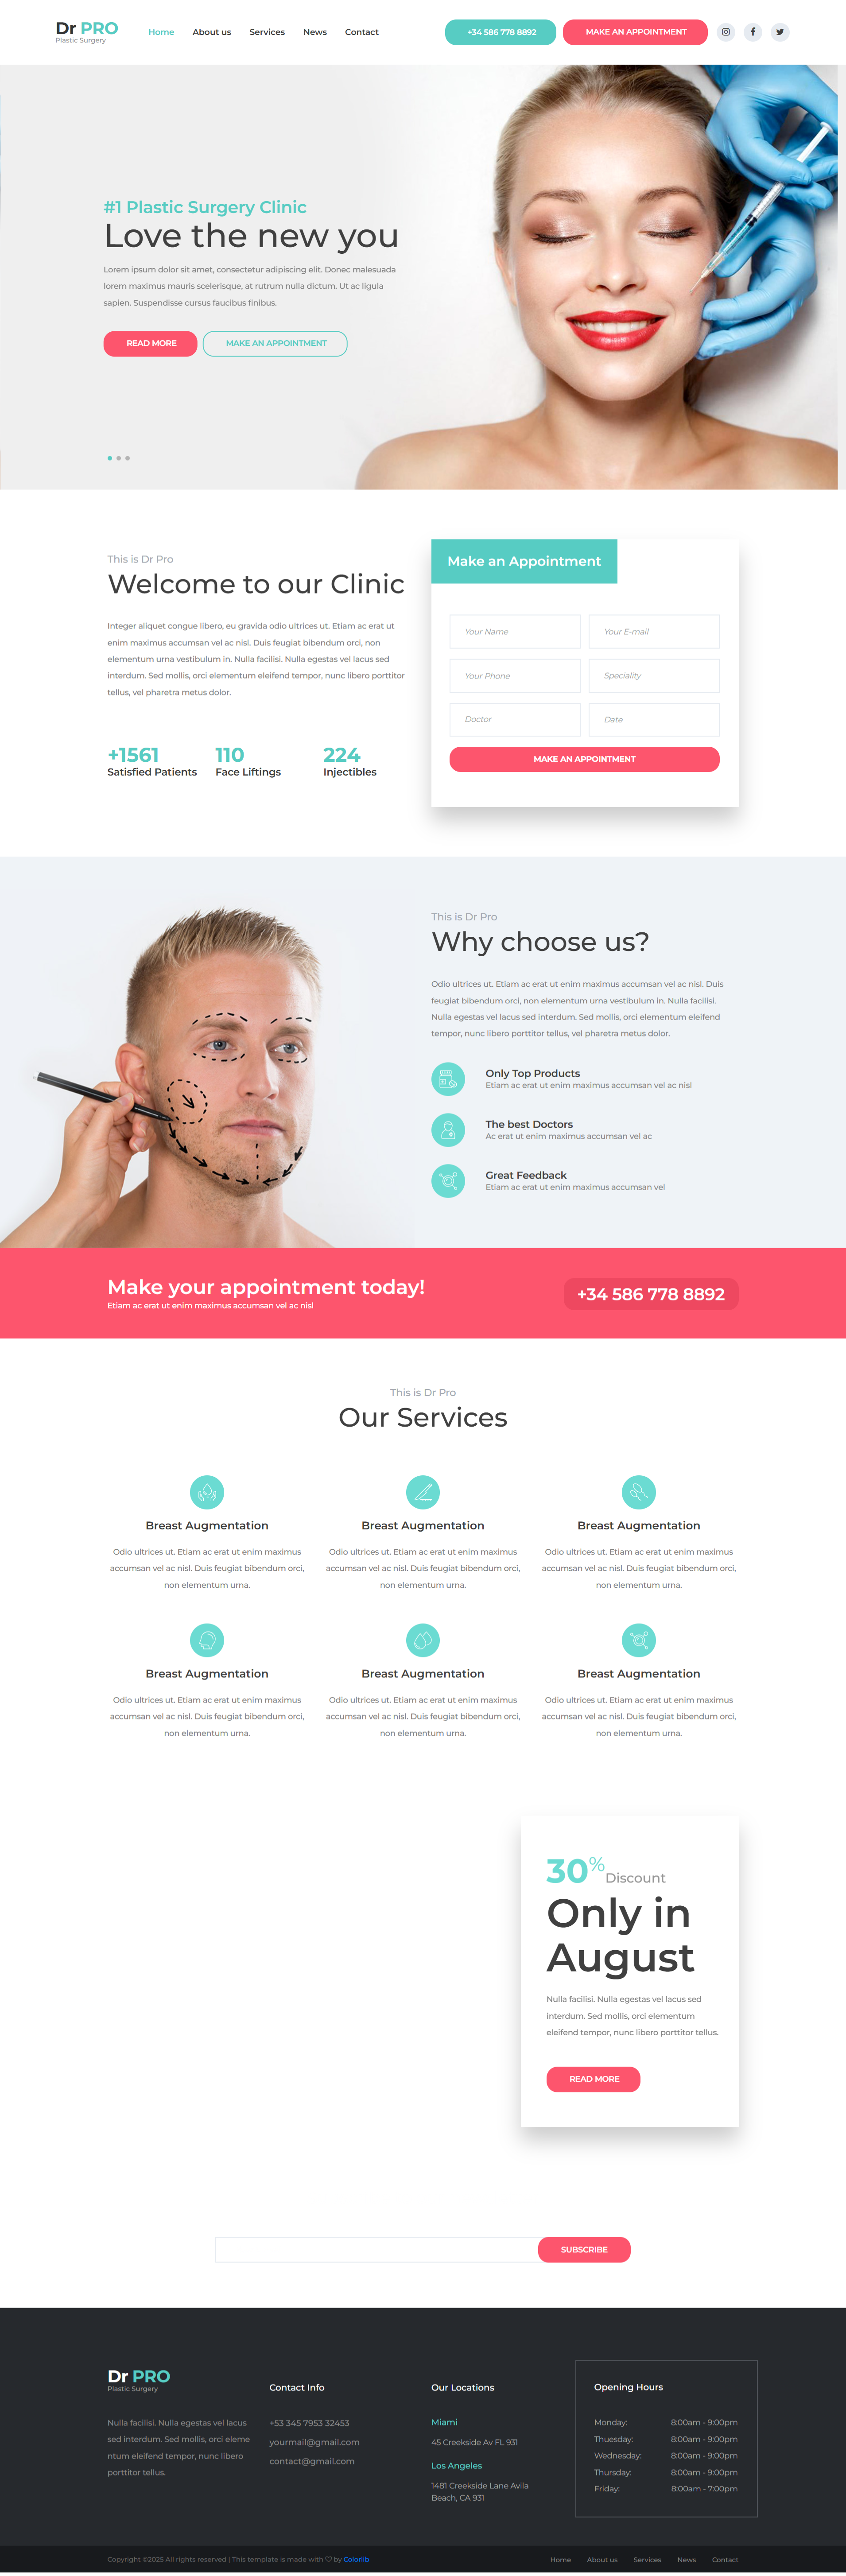 Dr PRO
Plastic Surgery
Home
About us
Services
News
Contact
+34 586 778 8892
MAKE AN APPOINTMENT
#1 Plastic Surgery Clinic
Love the new you
Lorem ipsum dolor sit amet, consectetur adipiscing elit. Donec malesuada
lorem maximus mauris scelerisque, at rutrum nulla dictum. Ut ac ligula
sapien. Suspendisse cursus faucibus finibus.
READ MORE
MAKE AN APPOINTMENT
This is Dr Pro
Welcome to our Clinic
Integer aliquet congue libero, eu gravida odio ultrices ut. Etiam ac erat ut
enim maximus accumsan vel ac nisl. Duis feugiat bibendum orci, non
elementum urna vestibulum in. Nulla facilisi. Nulla egestas vel lacus sed
interdum. Sed mollis, orci elementum eleifend tempor, nunc libero porttitor
tellus, vel pharetra metus dolor.
+1561
Satisfied Patients
110
Face Liftings
224
Injectibles
Make an Appointment
Your Name
Your E-mail
Your Phone
Speciality
Doctor
Date
MAKE AN APPOINTMENT
This is Dr Pro
Why choose us?
Odio ultrices ut. Etiam ac erat ut enim maximus accumsan vel ac nisl. Duis
feugiat bibendum orci, non elementum urna vestibulum in. Nulla facilisi.
Nulla egestas vel lacus sed interdum. Sed mollis, orci elementum eleifend
tempor, nunc libero porttitor tellus, vel pharetra metus dolor.
Only Top Products
Etiam ac erat ut enim maximus accumsan vel ac nisl
The best Doctors
Ac erat ut enim maximus accumsan vel ac
Great Feedback
Etiam ac erat ut enim maximus accumsan vel
Make your appointment today!
Etiam ac erat ut enim maximus accumsan vel ac nisl
+34 586 778 8892
This is Dr Pro
Our Services
Breast Augmentation
Odio ultrices ut. Etiam ac erat ut enim maximus
accumsan vel ac nisl. Duis feugiat bibendum orci,
non elementum urna.
Breast Augmentation
Odio ultrices ut. Etiam ac erat ut enim maximus
accumsan vel ac nisl. Duis feugiat bibendum orci,
non elementum urna.
Breast Augmentation
Odio ultrices ut. Etiam ac erat ut enim maximus
accumsan vel ac nisl. Duis feugiat bibendum orci,
non elementum urna.
Breast Augmentation
Odio ultrices ut. Etiam ac erat ut enim maximus
accumsan vel ac nisl. Duis feugiat bibendum orci,
non elementum urna.
Breast Augmentation
Odio ultrices ut. Etiam ac erat ut enim maximus
accumsan vel ac nisl. Duis feugiat bibendum orci,
non elementum urna.
Breast Augmentation
Odio ultrices ut. Etiam ac erat ut enim maximus
accumsan vel ac nisl. Duis feugiat bibendum orci,
non elementum urna.
30% Discount
Only in
August
Nulla facilisi. Nulla egestas vel lacus sed
interdum. Sed mollis, orci elementum
eleifend tempor, nunc libero porttitor tellus.
READ MORE
SUBSCRIBE
Dr PRO
Plastic Surgery
Nulla facilisi. Nulla egestas vel lacus
sed interdum. Sed mollis, orci eleme
ntum eleifend tempor, nunc libero
porttitor tellus.
Contact Info
+53 345 7953 32453
yourmail@gmail.com
contact@gmail.com
Our Locations
Miami
45 Creekside Av FL 931
Los Angeles
1481 Creekside Lane Avila
Beach, CA 931
Opening Hours
Monday: 8:00am - 9:00pm
Thuesday: 8:00am - 9:00pm
Wednesday: 8:00am - 9:00pm
Thursday: 8:00am - 9:00pm
Friday: 8:00am - 7:00pm
Copyright ©2025 All rights reserved | This template is made with ♡ by Colorlib
Home
About us
Services
News
Contact